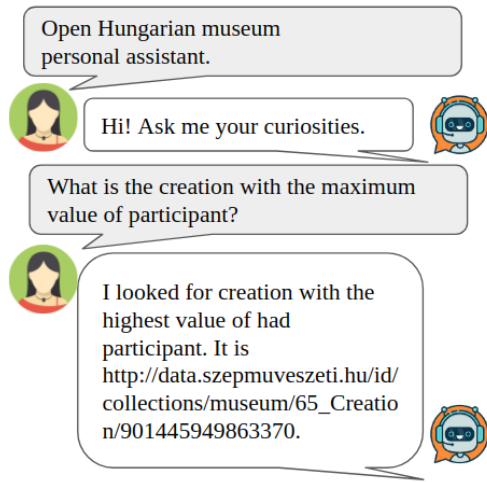 Open Hungarian museum
personal assistant.
Hi! Ask me your curiosities.
What is the creation with the maximum
value of participant?
I looked for creation with the
highest value of had
participant. It is
http://data.szepmuveszeti.hu/id/
collections/museum/65_Creatio
n/901445949863370.